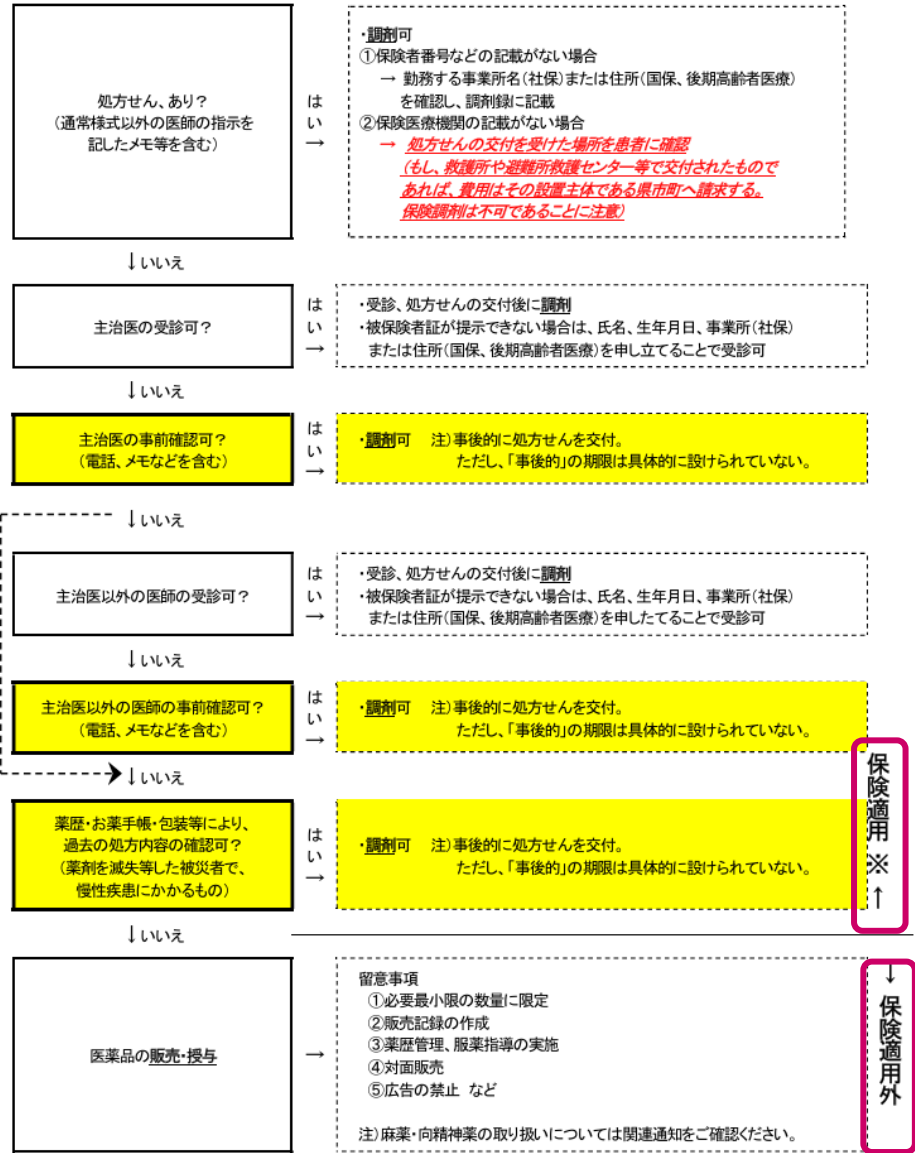 処方せん、あり？
（通常様式以外の医師の指示を
記したメモ等を含む）
は
い
→
・調剤可
①保険者番号などの記載がない場合
→ 勤務する事業所名（社保）または住所（国保、後期高齢者医療）
を確認し、調剤録に記載
②保険医療機関の記載がない場合
→ 処方せんの交付を受けた場所を患者に確認
（もし、救護所や避難所救護センター等で交付されたもので
あれば、費用はその設置主体である県市町へ請求する。
保険調剤は不可であることに注意）
↓いいえ
主治医の受診可？
は
い
→
・受診、処方せんの交付後に調剤
・被保険者証が提示できない場合は、氏名、生年月日、事業所（社保）
または住所（国保、後期高齢者医療）を申し立てることで受診可
↓いいえ
主治医の事前確認可？
（電話、メモなどを含む）
は
い
→
・調剤可　注）事後的に処方せんを交付。
ただし、「事後的」の期限は具体的に設けられていない。
↓いいえ
主治医以外の医師の受診可？
は
い
→
・受診、処方せんの交付後に調剤
・被保険者証が提示できない場合は、氏名、生年月日、事業所（社保）
または住所（国保、後期高齢者医療）を申したてることで受診可
↓いいえ
主治医以外の医師の事前確認可？
（電話、メモなどを含む）
は
い
→
・調剤可　注）事後的に処方せんを交付。
ただし、「事後的」の期限は具体的に設けられていない。
↓いいえ
薬歴・お薬手帳・包装等により、
過去の処方内容の確認可？
（薬剤を滅失等した被災者で、
慢性疾患にかかるもの）
は
い
→
・調剤可　注）事後的に処方せんを交付。
ただし、「事後的」の期限は具体的に設けられていない。
保険適用 ※ ↑
↓いいえ
医薬品の販売・授与
→
留意事項
①必要最小限の数量に限定
②販売記録の作成
③薬歴管理、服薬指導の実施
④対面販売
⑤広告の禁止 など
注）麻薬・向精神薬の取り扱いについては関連通知をご確認ください。
↓ 保険適用外